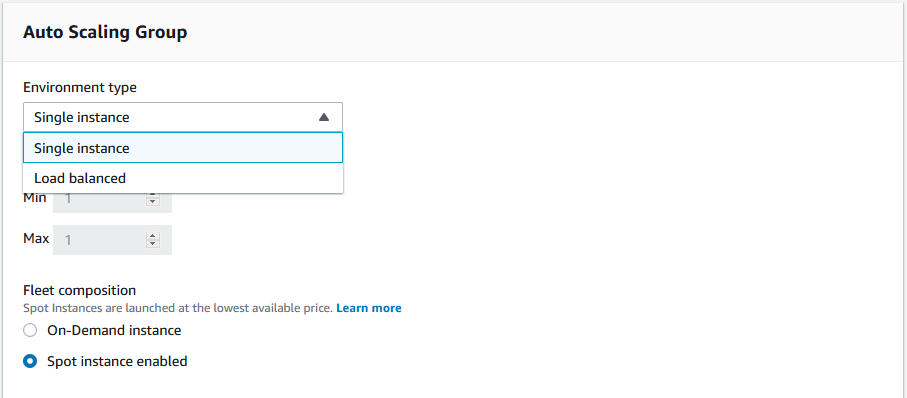 Auto Scaling Group
Environment type
Single instance
Single instance
Load balanced
Min 1
Max 1
Fleet composition
Spot Instances are launched at the lowest available price. Learn more
On-Demand instance
Spot instance enabled